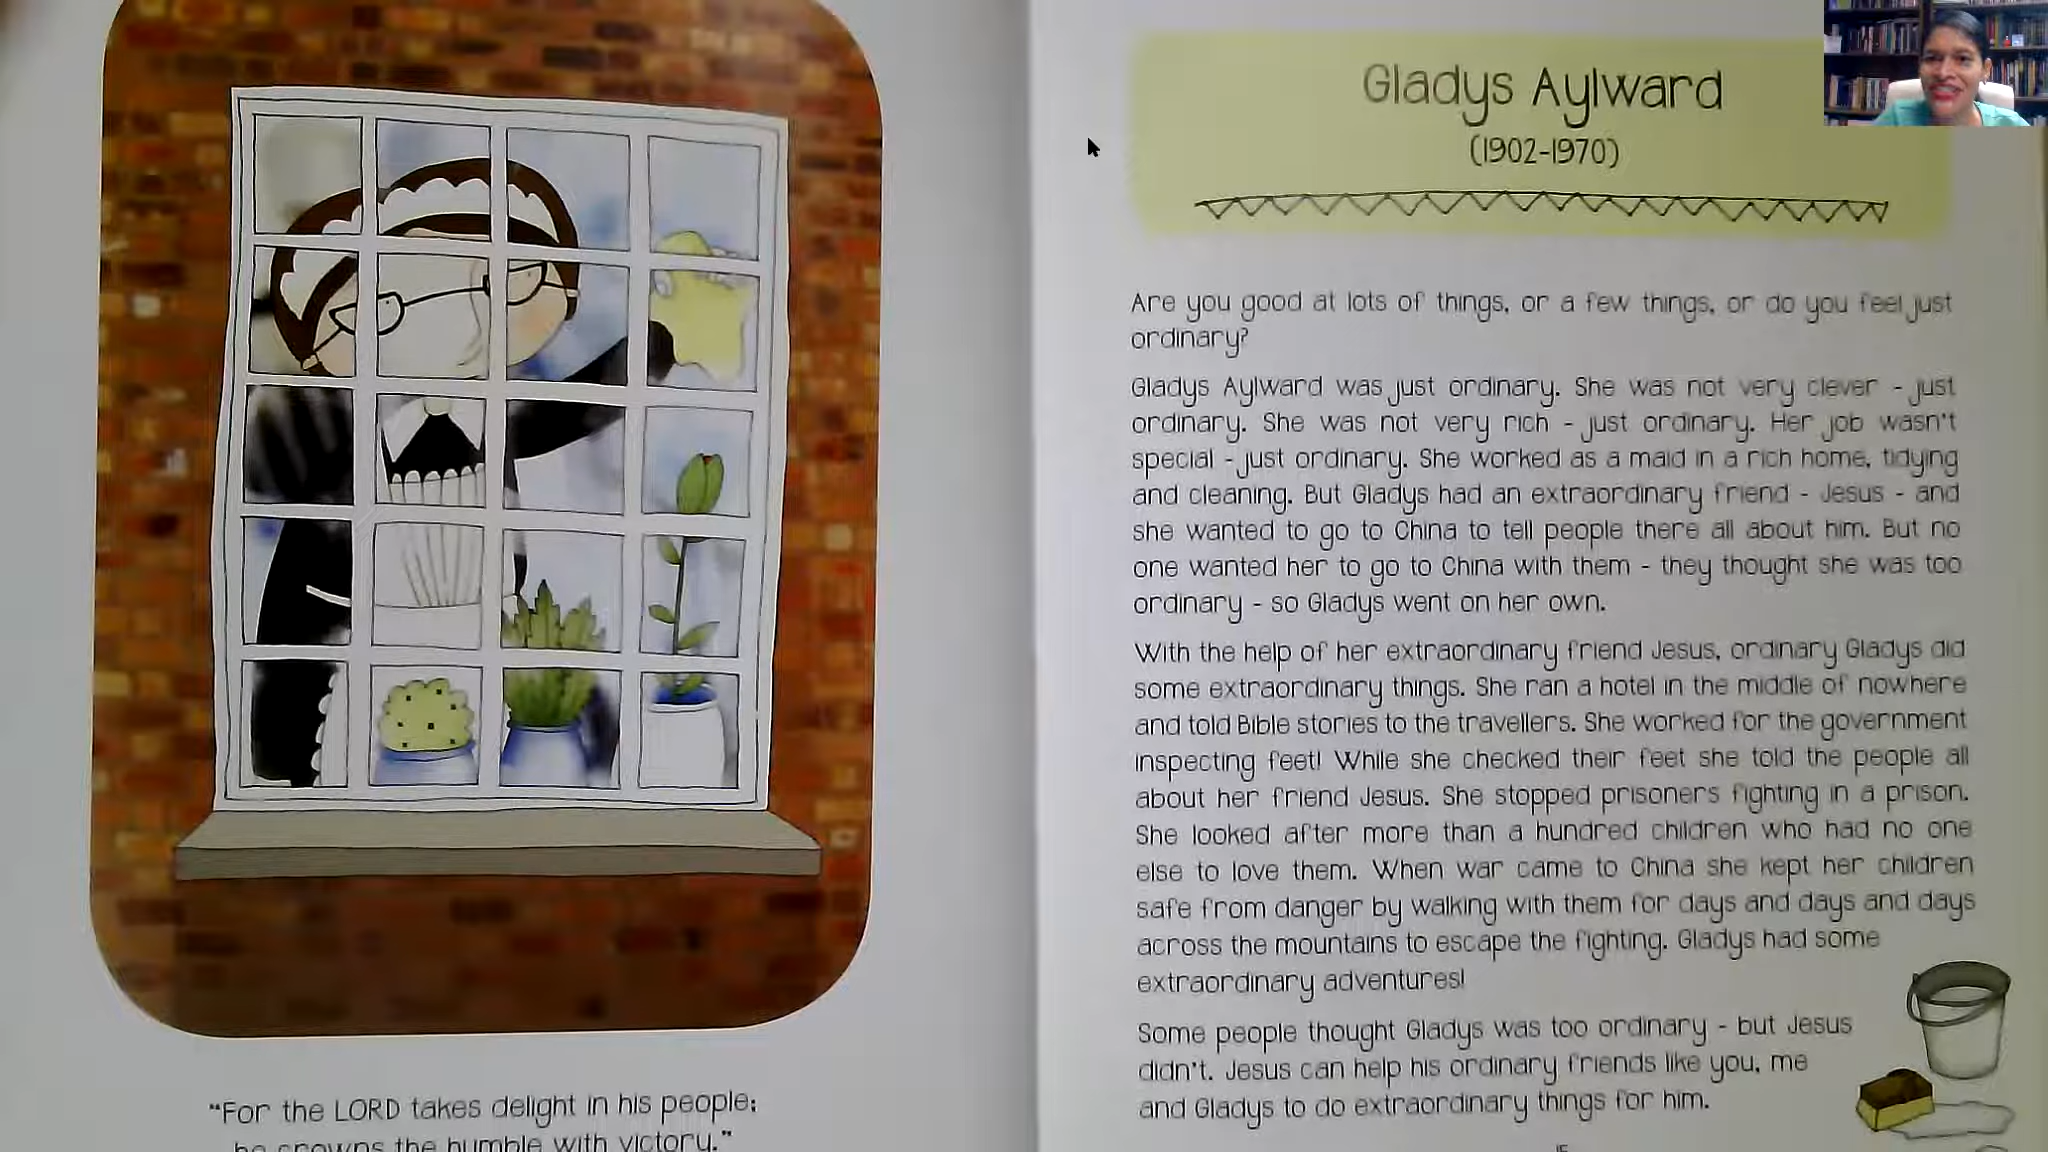 "For the LORD takes delight in his people;
he crowns the humble with victory."
Gladys Aylward
(1902-1970)
Are you good at lots of things, or a few things, or do you feel just
ordinary?
Gladys Aylward was just ordinary. She was not very clever - just
ordinary. She was not very rich - just ordinary. Her job wasn't
special - just ordinary. She worked as a maid in a rich home, tidying
and cleaning. But Gladys had an extraordinary friend - Jesus - and
she wanted to go to China to tell people there all about him. But no
one wanted her to go to China with them - they thought she was too
ordinary - so Gladys went on her own.
With the help of her extraordinary friend Jesus, ordinary Gladys did
some extraordinary things. She ran a hotel in the middle of nowhere
and told Bible stories to the travellers. She worked for the government
inspecting feet! While she checked their feet she told the people all
about her friend Jesus. She stopped prisoners fighting in a prison.
She looked after more than a hundred children who had no one
else to love them. When war came to China she kept her children
safe from danger by walking with them for days and days and days
across the mountains to escape the fighting. Gladys had some
extraordinary adventures!
Some people thought Gladys was too ordinary - but Jesus
didn't. Jesus can help his ordinary friends like you, me
and Gladys to do extraordinary things for him.